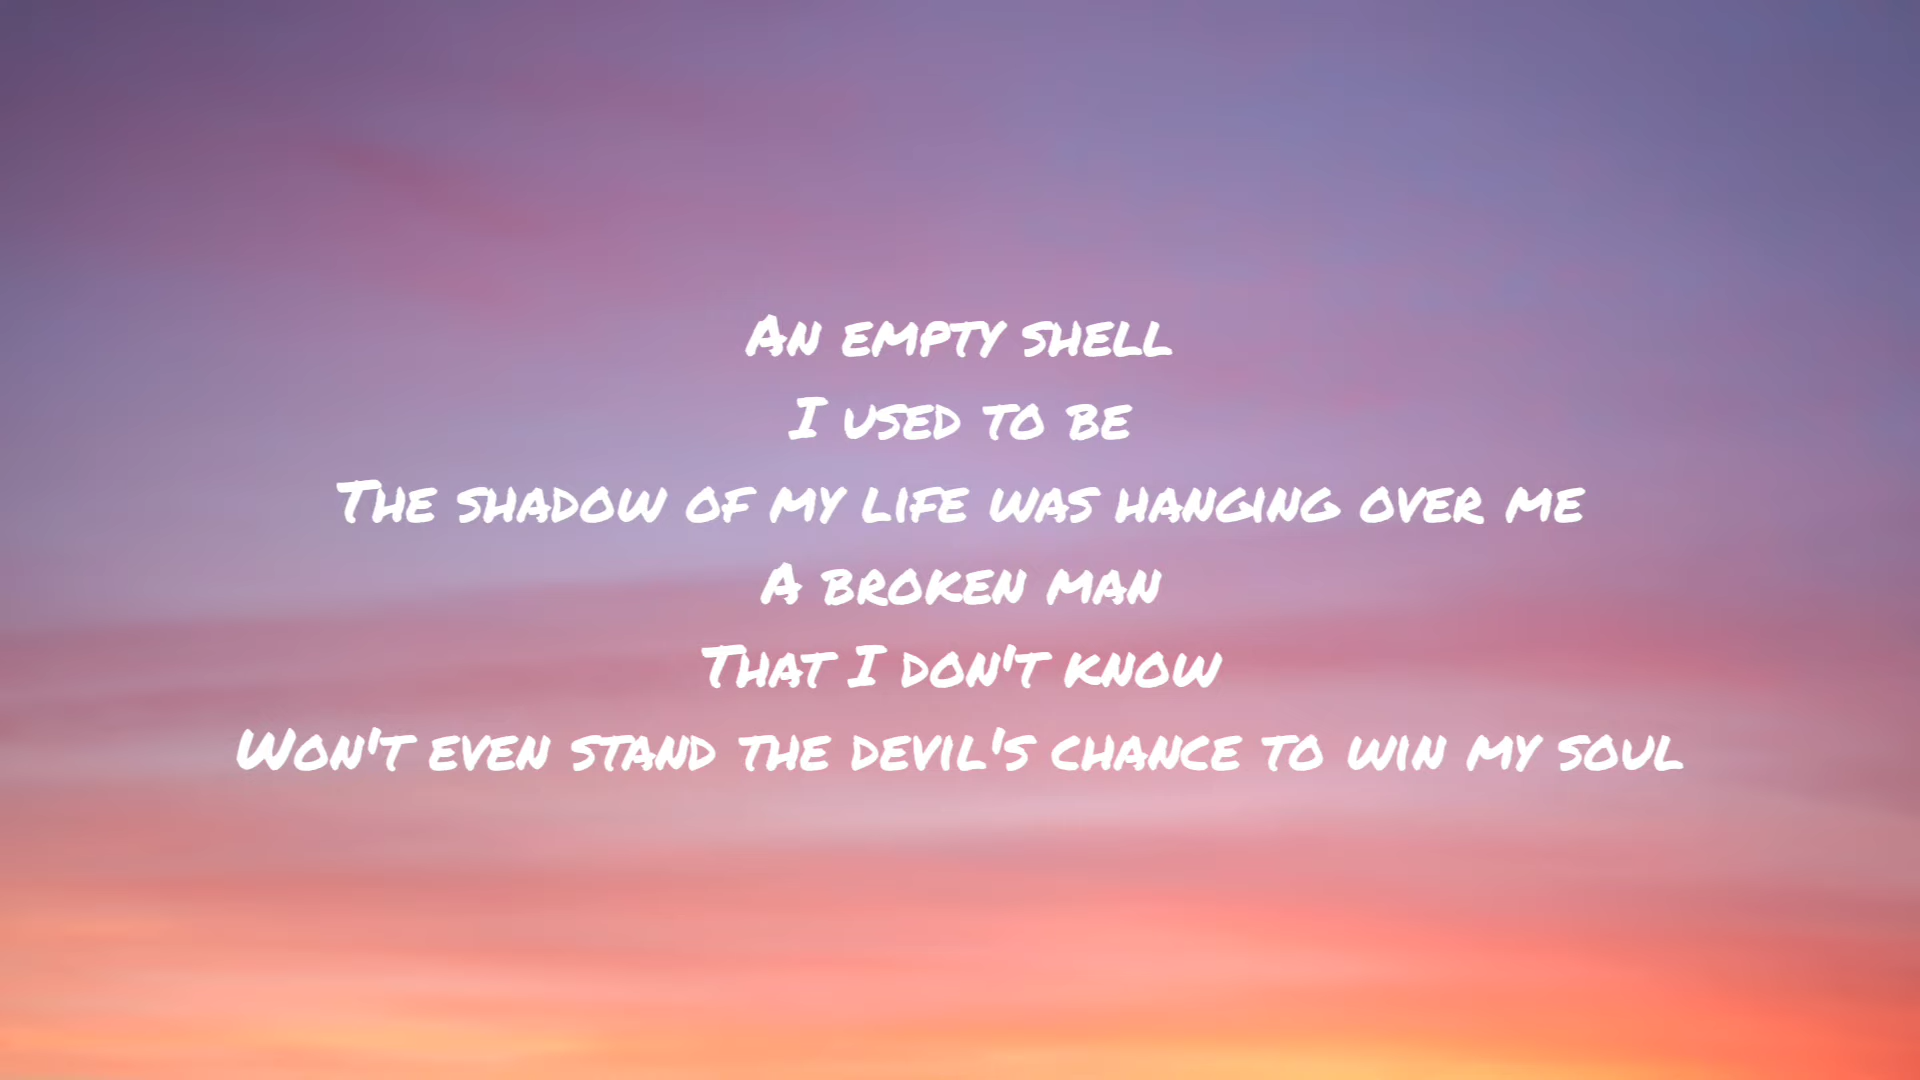 An empty shell
I used to be
The shadow of my life was hanging over me
A broken man
That I don't know
Won't even stand the devil's chance to win my soul